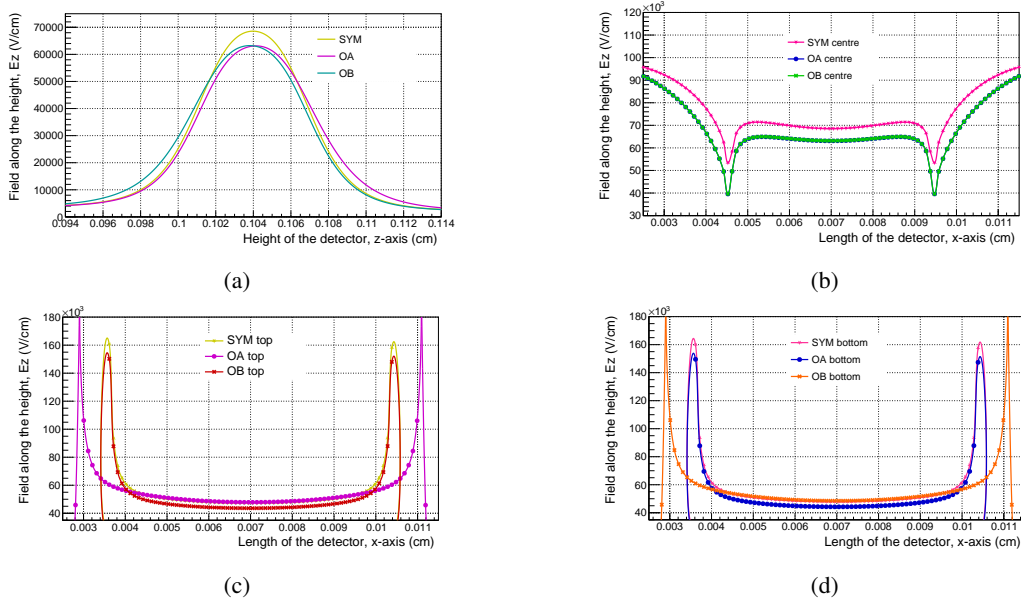 70000
60000
50000
40000
30000
20000
10000
0
Field along the height, Ez (V/cm)
SYM
OA
OB
0.094 0.096 0.098 0.1 0.102 0.104 0.106 0.108 0.11 0.112 0.114
Height of the detector, z-axis (cm)
(a)
×10³
120
110
100
90
80
70
60
50
40
30
Field along the height, Ez (V/cm)
SYM centre
OA centre
OB centre
0.003 0.004 0.005 0.006 0.007 0.008 0.009 0.01 0.011
Length of the detector, x-axis (cm)
(b)
×10³
180
160
140
120
100
80
60
40
Field along the height, Ez (V/cm)
SYM top
OA top
OB top
0.003 0.004 0.005 0.006 0.007 0.008 0.009 0.01 0.011
Length of the detector, x-axis (cm)
(c)
×10³
180
160
140
120
100
80
60
40
Field along the height, Ez (V/cm)
SYM bottom
OA bottom
OB bottom
0.003 0.004 0.005 0.006 0.007 0.008 0.009 0.01 0.011
Length of the detector, x-axis (cm)
(d)